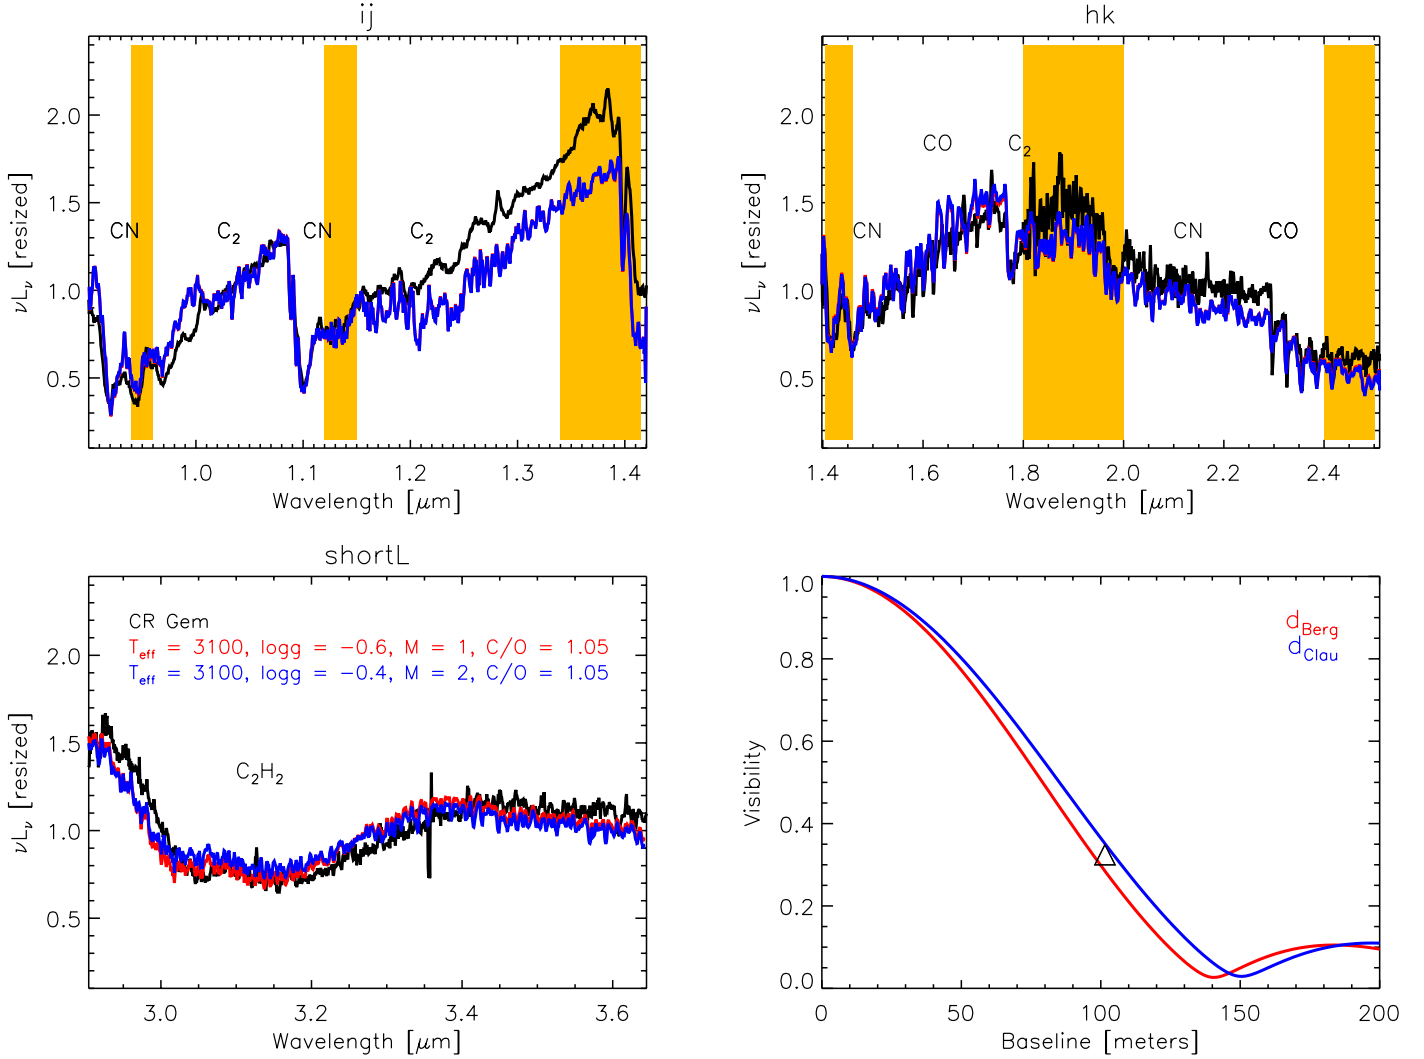 ij
νLν [resized]
2.0
1.5
1.0
0.5
CN
C2
CN
C2
1.0
1.1
1.2
1.3
1.4
Wavelength [μm]
hk
νLν [resized]
2.0
1.5
1.0
0.5
CO
C2
CN
CN
CO
1.4
1.6
1.8
2.0
2.2
2.4
Wavelength [μm]
shortL
νLν [resized]
2.0
1.5
1.0
0.5
CR Gem
Teff = 3100, logg = −0.6, M = 1, C/O = 1.05
Teff = 3100, logg = −0.4, M = 2, C/O = 1.05
C2H2
3.0
3.2
3.4
3.6
Wavelength [μm]
Visibility
1.0
0.8
0.6
0.4
0.2
0.0
dBerg
dClau
0
50
100
150
200
Baseline [meters]